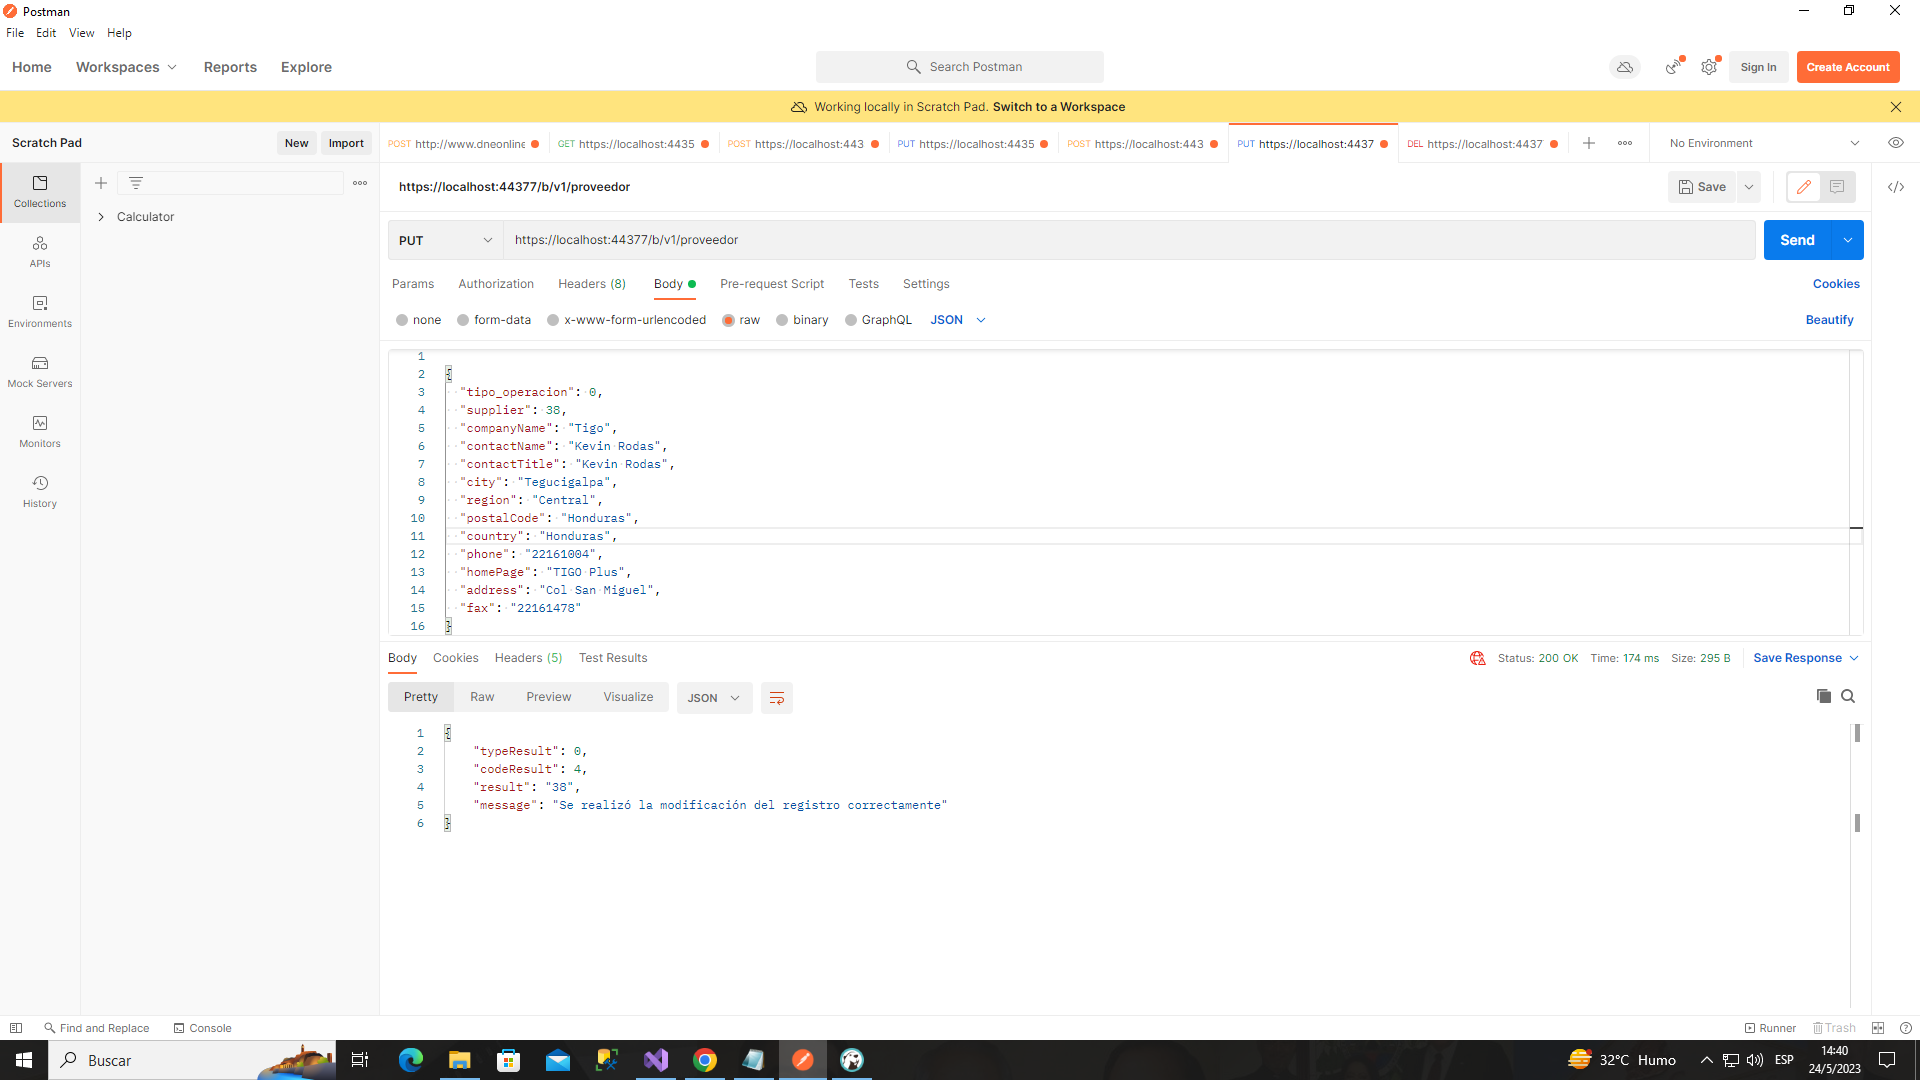 Postman
File Edit View Help
Home Workspaces Reports Explore
Search Postman
Sign In Create Account
Working locally in Scratch Pad. Switch to a Workspace
Scratch Pad New Import
POST http://www.dneonline GET https://localhost:4435 POST https://localhost:443 PUT https://localhost:4435 POST https://localhost:443 PUT https://localhost:4437 DEL https://localhost:4437 No Environment
Collections
APIs
Environments
Mock Servers
Monitors
History
Calculator
https://localhost:44377/b/v1/proveedor Save
PUT https://localhost:44377/b/v1/proveedor Send
Params Authorization Headers (8) Body Pre-request Script Tests Settings Cookies
none form-data x-www-form-urlencoded raw binary GraphQL JSON Beautify
1
2 {
3 "tipo_operacion": 0,
4 "supplier": 38,
5 "companyName": "Tigo",
6 "contactName": "Kevin Rodas",
7 "contactTitle": "Kevin Rodas",
8 "city": "Tegucigalpa",
9 "region": "Central",
10 "postalCode": "Honduras",
11 "country": "Honduras",
12 "phone": "22161004",
13 "homePage": "TIGO Plus",
14 "address": "Col San Miguel",
15 "fax": "22161478"
16 }
Body Cookies Headers (5) Test Results Status: 200 OK Time: 174 ms Size: 295 B Save Response
Pretty Raw Preview Visualize JSON
1 {
2 "typeResult": 0,
3 "codeResult": 4,
4 "result": "38",
5 "message": "Se realizó la modificación del registro correctamente"
6 }
Find and Replace Console Runner Trash
Buscar 32°C Humo ESP 14:40
24/5/2023